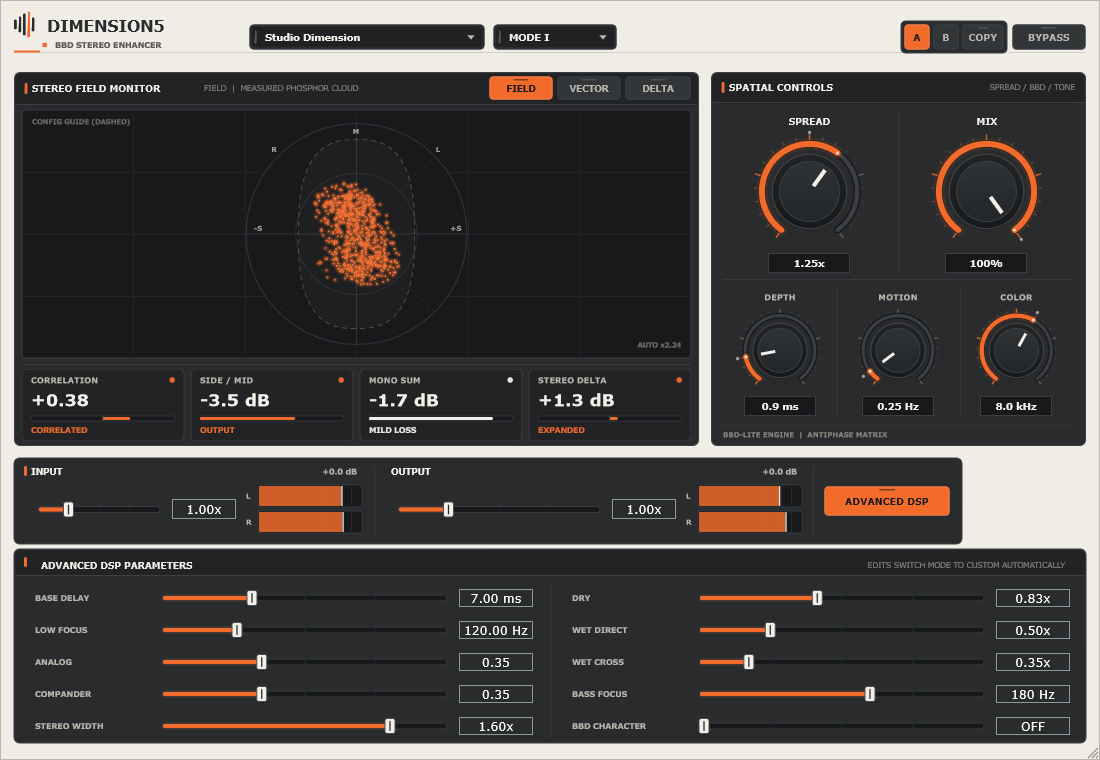 DIMENSION5
BBD STEREO ENHANCER
Studio Dimension
MODE I
A B COPY BYPASS
STEREO FIELD MONITOR
FIELD | MEASURED PHOSPHOR CLOUD
FIELD VECTOR DELTA
CONFIG GUIDE (DASHED)
M
R L
-S +S
AUTO x2.24
CORRELATION
+0.38
CORRELATED
SIDE / MID
-3.5 dB
OUTPUT
MONO SUM
-1.7 dB
MILD LOSS
STEREO DELTA
+1.3 dB
EXPANDED
SPATIAL CONTROLS
SPREAD / BBD / TONE
SPREAD MIX
1.25x 100%
DEPTH MOTION COLOR
0.9 ms 0.25 Hz 8.0 kHz
BBD-LITE ENGINE | ANTIPHASE MATRIX
INPUT
+0.0 dB
1.00x
L
R
OUTPUT
+0.0 dB
1.00x
L
R
ADVANCED DSP
ADVANCED DSP PARAMETERS
EDITS SWITCH MODE TO CUSTOM AUTOMATICALLY
BASE DELAY 7.00 ms
LOW FOCUS 120.00 Hz
ANALOG 0.35
COMPANDER 0.35
STEREO WIDTH 1.60x
DRY 0.83x
WET DIRECT 0.50x
WET CROSS 0.35x
BASS FOCUS 180 Hz
BBD CHARACTER OFF